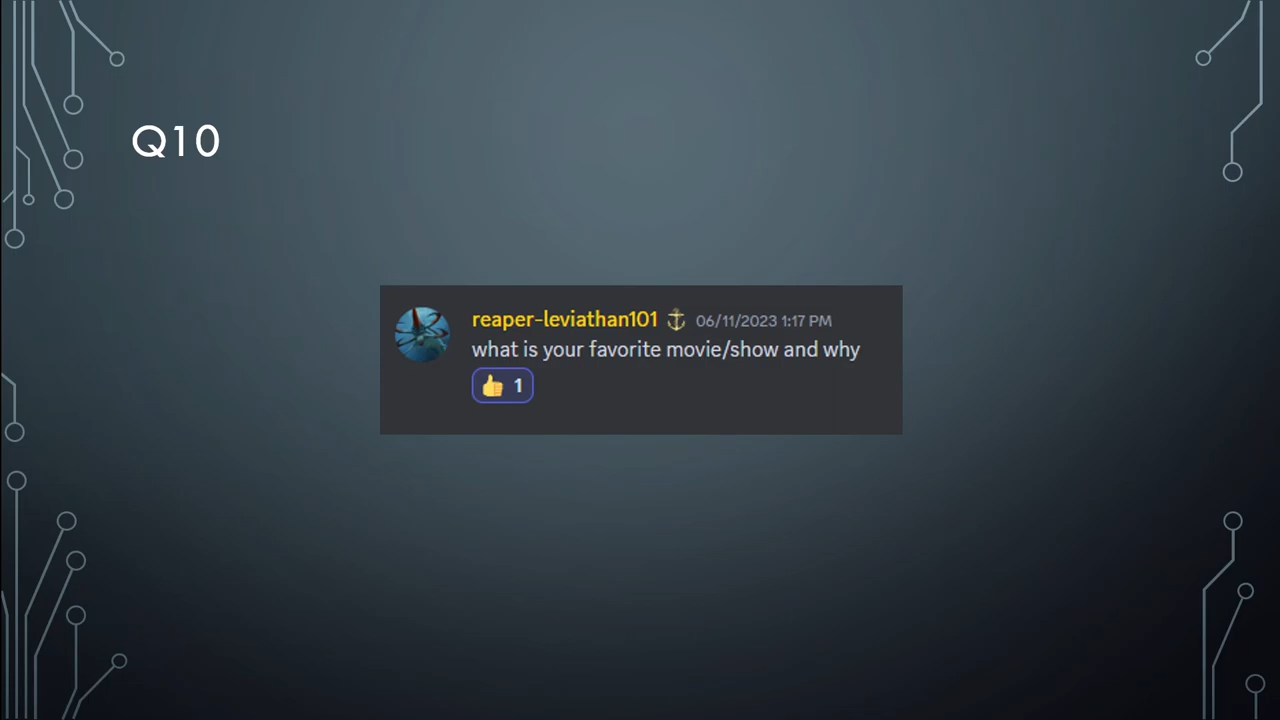 Q10
reaper-leviathan101 ⚓ 06/11/2023 1:17 PM
what is your favorite movie/show and why
👍 1